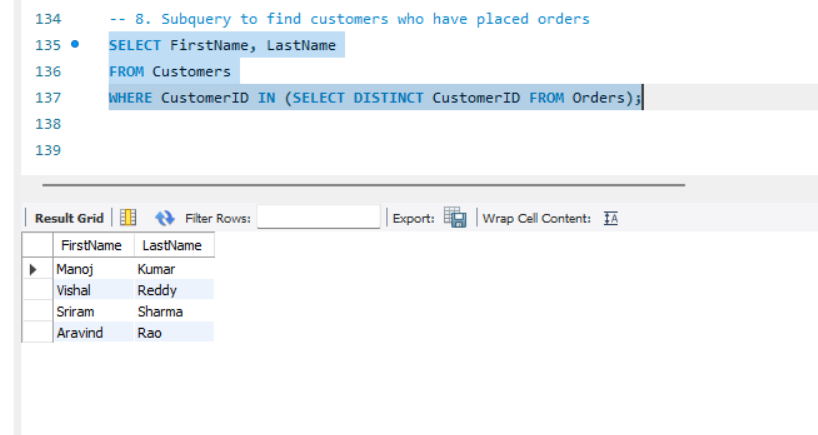 134 -- 8. Subquery to find customers who have placed orders
135 SELECT FirstName, LastName
136 FROM Customers
137 WHERE CustomerID IN (SELECT DISTINCT CustomerID FROM Orders);
138
139
Result Grid Filter Rows: Export: Wrap Cell Content: IA
FirstName LastName
Manoj Kumar
Vishal Reddy
Sriram Sharma
Aravind Rao